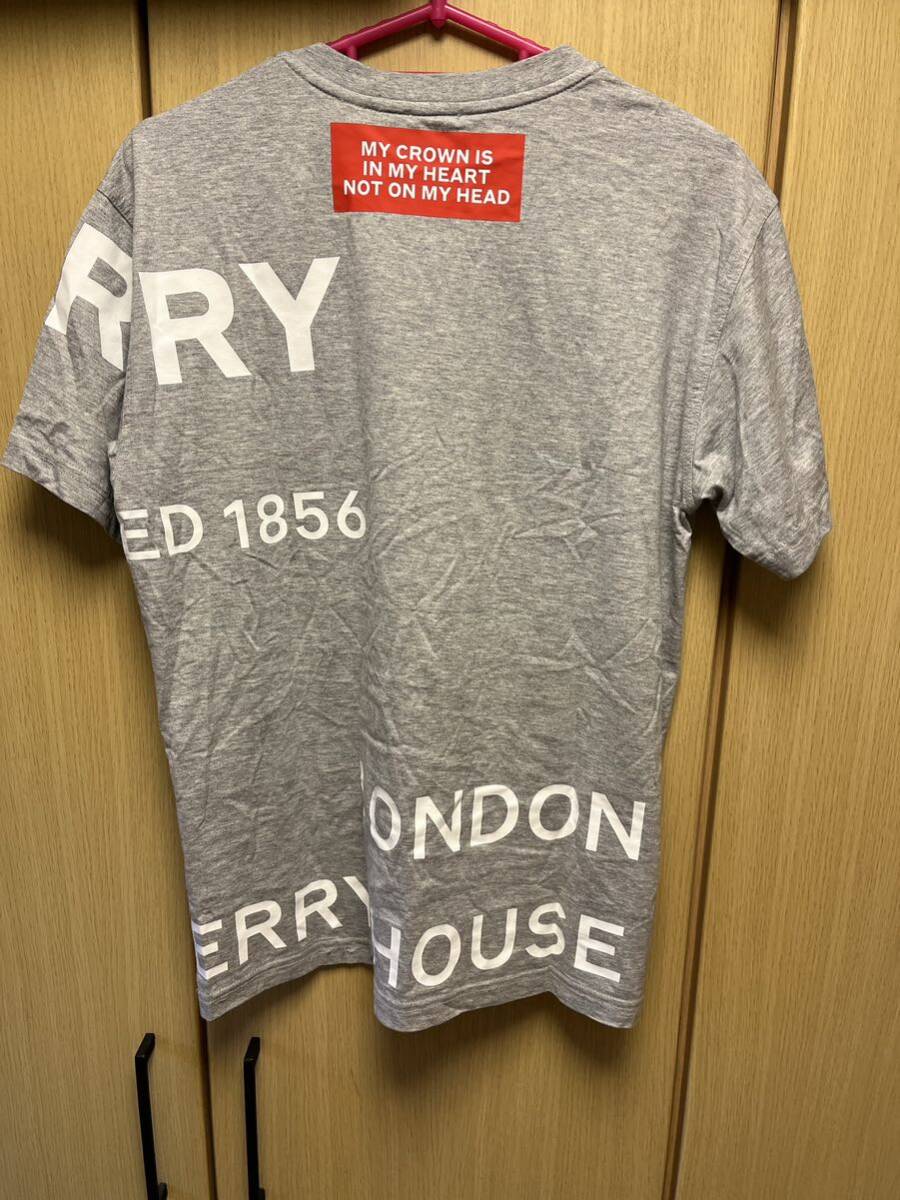 MY CROWN IS
IN MY HEART
NOT ON MY HEAD
RRY
ED 1856
ONDON
ERRY HOUSE